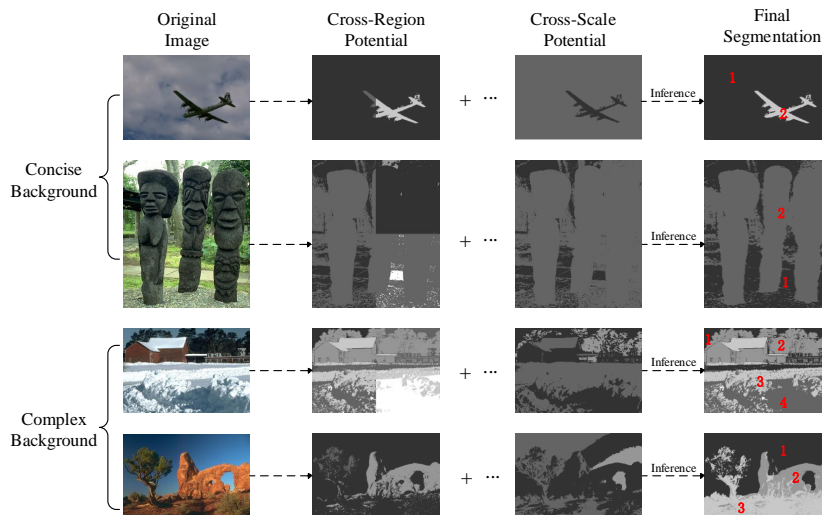 Original
Image
Cross-Region
Potential
Cross-Scale
Potential
Final
Segmentation
Concise
Background
+ ...
Inference
1
2
+ ...
Inference
2
1
Complex
Background
+ ...
Inference
1
2
3
4
+ ...
Inference
1
2
3